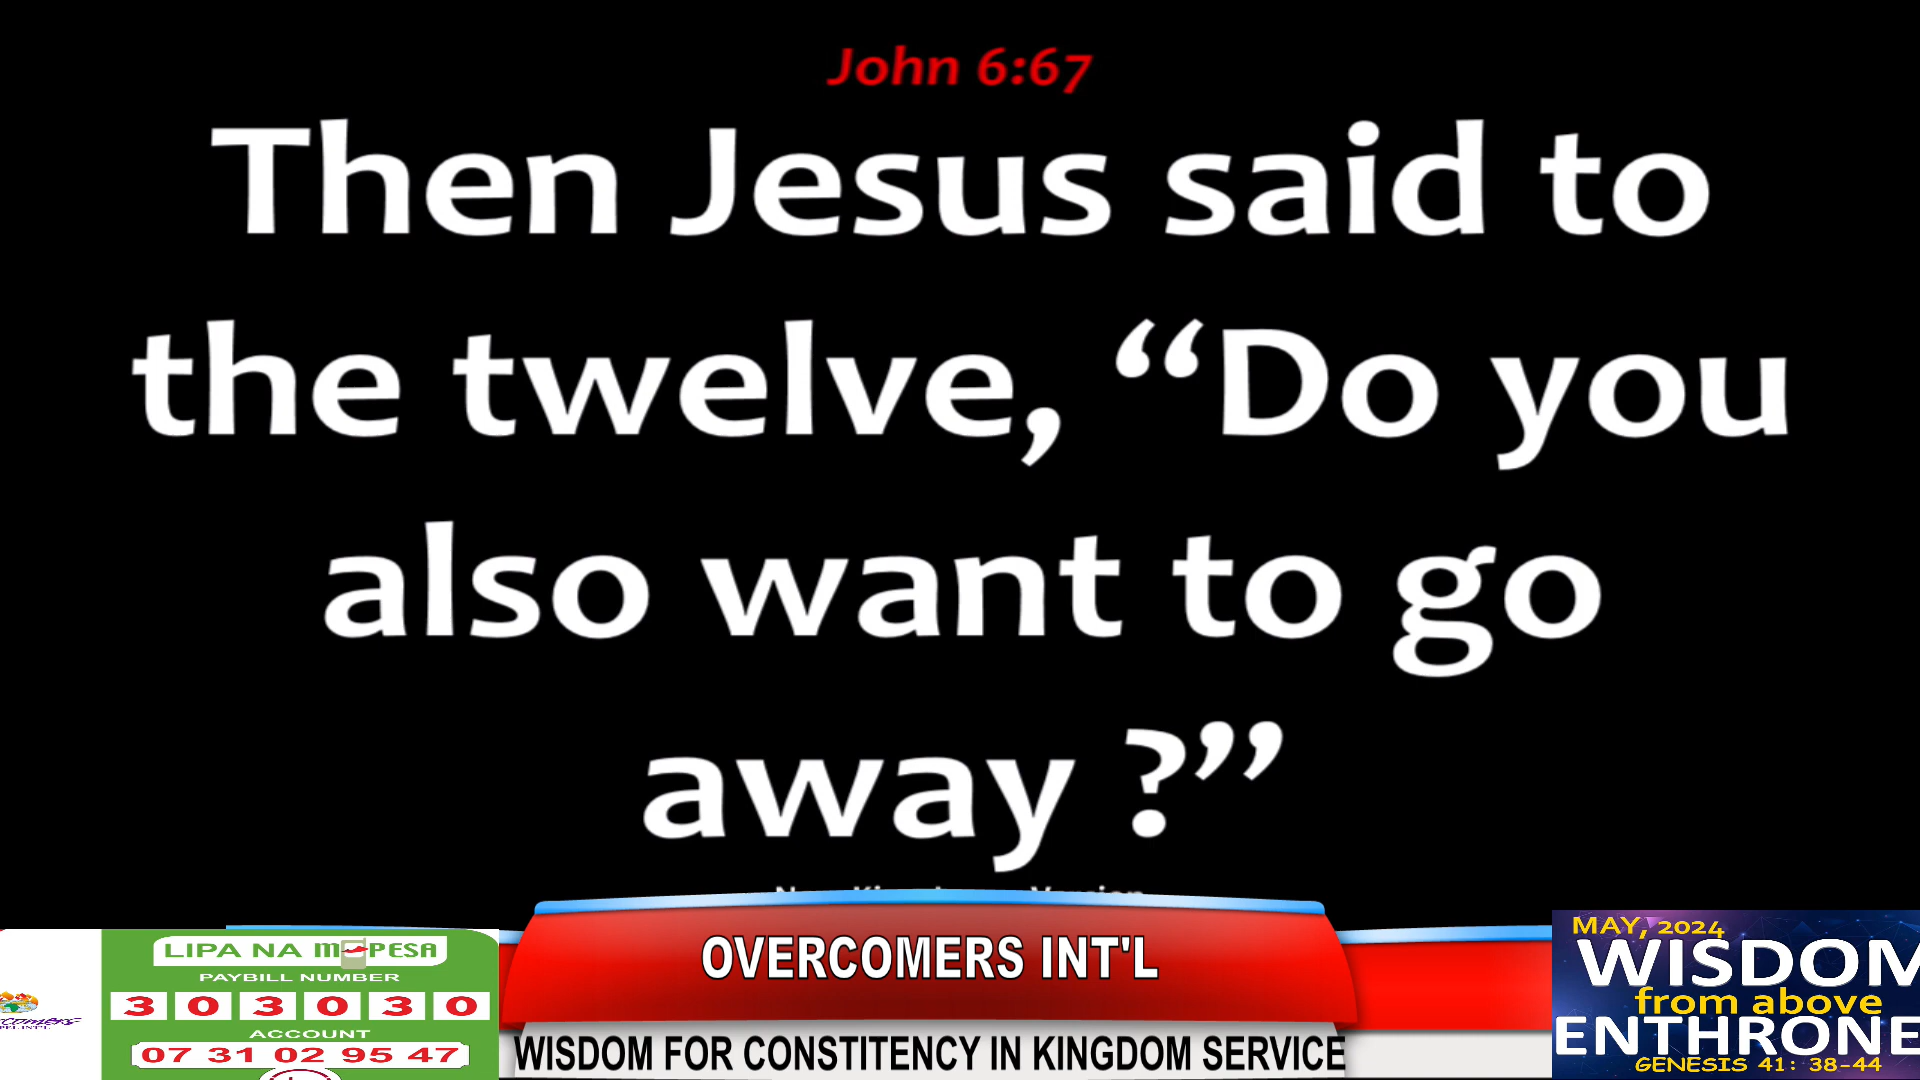 John 6:67
Then Jesus said to
the twelve, “Do you
also want to go
away ?”
OVERCOMERS INT'L
WISDOM FOR CONSTITENCY IN KINGDOM SERVICE
LIPA NA M-PESA
PAYBILL NUMBER
3 0 3 0 3 0
ACCOUNT
07 31 02 95 47
MAY, 2024
WISDOM
from above
ENTHRONE
GENESIS 41: 38-44